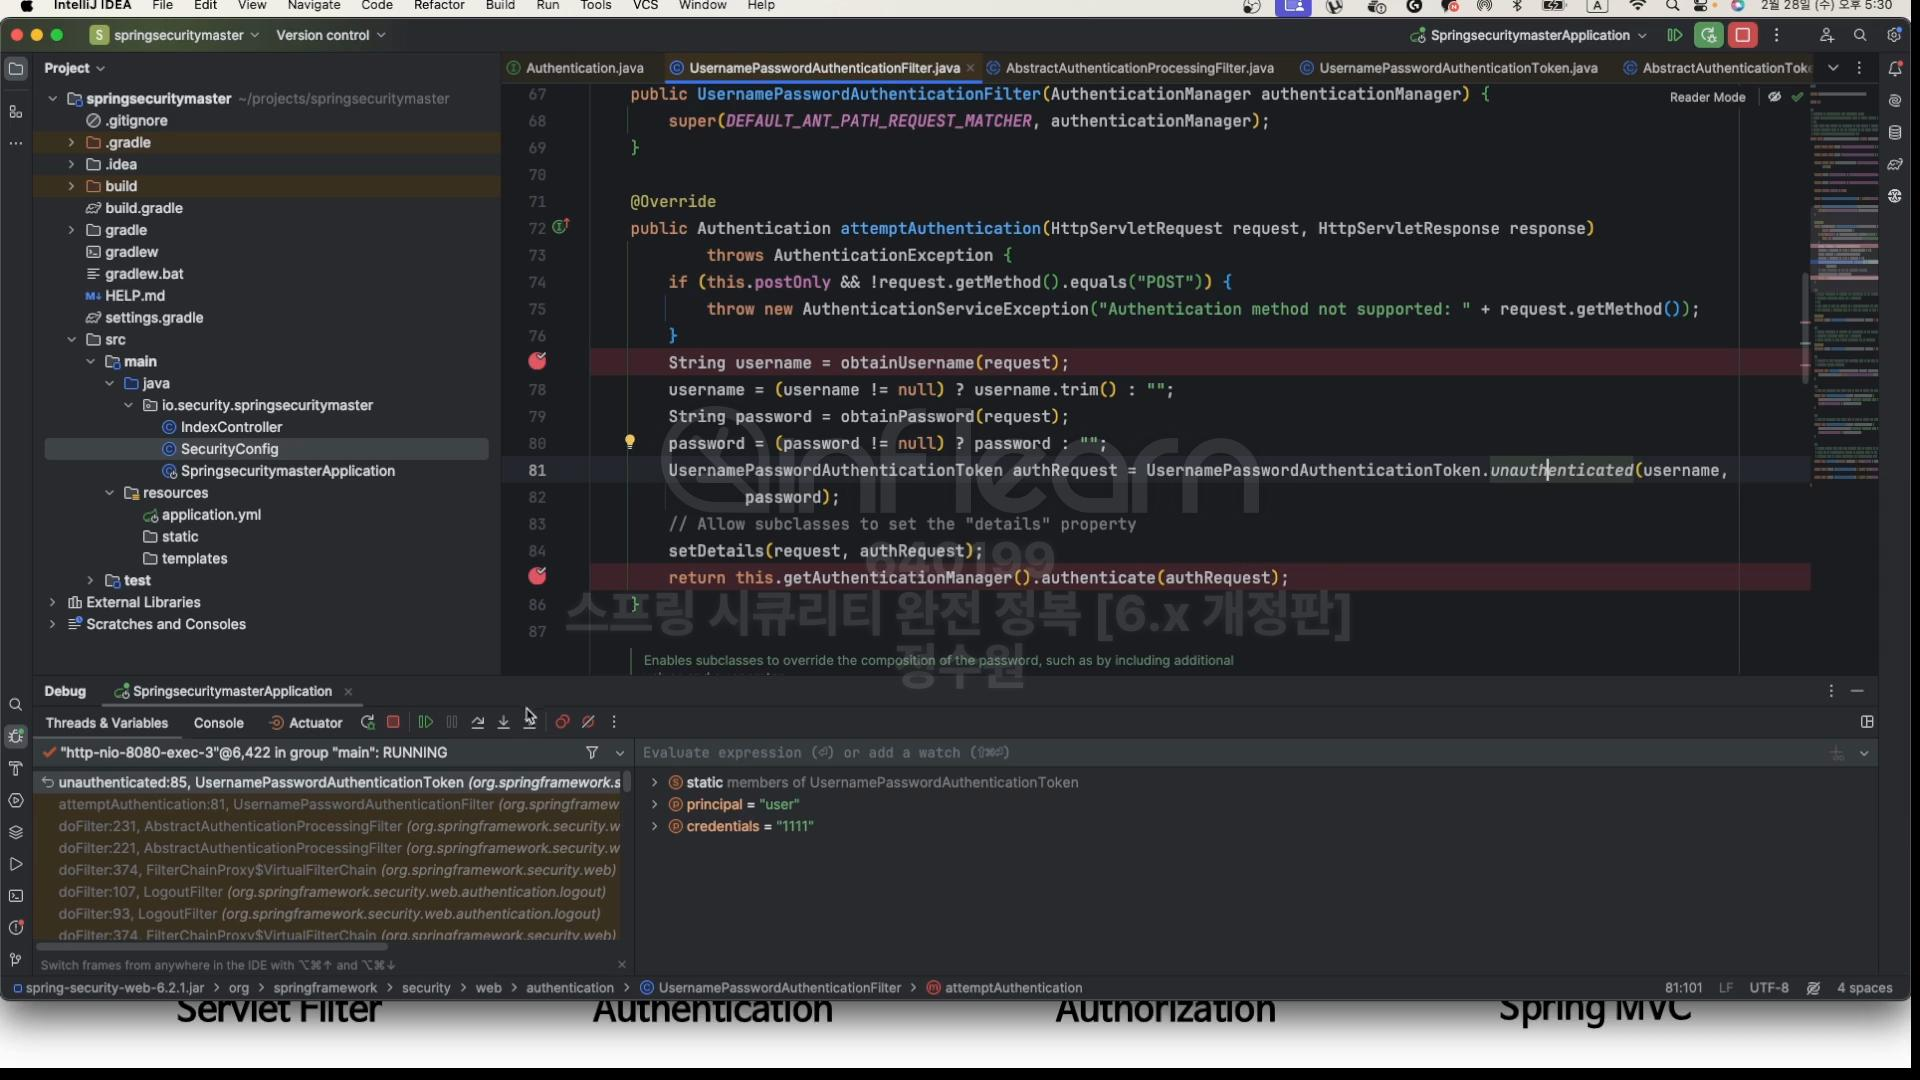 IntelliJ IDEA File Edit View Navigate Code Refactor Build Run Tools VCS Window Help A 2월 28일 (수) 오후 5:30
S springsecuritymaster Version control SpringsecuritymasterApplication
Project
Authentication.java UsernamePasswordAuthenticationFilter.java AbstractAuthenticationProcessingFilter.java UsernamePasswordAuthenticationToken.java AbstractAuthenticationTok
Reader Mode
springsecuritymaster ~/projects/springsecuritymaster
.gitignore
.gradle
.idea
build
build.gradle
gradle
gradlew
gradlew.bat
M↓ HELP.md
settings.gradle
src
main
java
io.security.springsecuritymaster
IndexController
SecurityConfig
SpringsecuritymasterApplication
resources
application.yml
static
templates
test
External Libraries
Scratches and Consoles
67 public UsernamePasswordAuthenticationFilter(AuthenticationManager authenticationManager) {
68 super(DEFAULT_ANT_PATH_REQUEST_MATCHER, authenticationManager);
69 }
70
71 @Override
72 public Authentication attemptAuthentication(HttpServletRequest request, HttpServletResponse response)
73 throws AuthenticationException {
74 if (this.postOnly && !request.getMethod().equals("POST")) {
75 throw new AuthenticationServiceException("Authentication method not supported: " + request.getMethod());
76 }
String username = obtainUsername(request);
78 username = (username != null) ? username.trim() : "";
79 String password = obtainPassword(request);
80 password = (password != null) ? password : "";
81 UsernamePasswordAuthenticationToken authRequest = UsernamePasswordAuthenticationToken.unauthenticated(username,
82 password);
83 // Allow subclasses to set the "details" property
84 setDetails(request, authRequest);
return this.getAuthenticationManager().authenticate(authRequest);
86 }
87
Enables subclasses to override the composition of the password, such as by including additional
inflearn
640199
스프링 시큐리티 완전 정복 [6.x 개정판]
정수원
Debug SpringsecuritymasterApplication
Threads & Variables Console Actuator
"http-nio-8080-exec-3"@6,422 in group "main": RUNNING
unauthenticated:85, UsernamePasswordAuthenticationToken (org.springframework.s
attemptAuthentication:81, UsernamePasswordAuthenticationFilter (org.springframew
doFilter:231, AbstractAuthenticationProcessingFilter (org.springframework.security.w
doFilter:221, AbstractAuthenticationProcessingFilter (org.springframework.security.w
doFilter:374, FilterChainProxy$VirtualFilterChain (org.springframework.security.web)
doFilter:107, LogoutFilter (org.springframework.security.web.authentication.logout)
doFilter:93, LogoutFilter (org.springframework.security.web.authentication.logout)
doFilter:374, FilterChainProxy$VirtualFilterChain (org.springframework.security.web)
Switch frames from anywhere in the IDE with ⌥⌘↑ and ⌥⌘↓
Evaluate expression (⏎) or add a watch (⇧⌘⏎)
static members of UsernamePasswordAuthenticationToken
principal = "user"
credentials = "1111"
spring-security-web-6.2.1.jar > org > springframework > security > web > authentication > UsernamePasswordAuthenticationFilter > attemptAuthentication 81:101 LF UTF-8 4 spaces
Servlet Filter Authentication Authorization Spring MVC